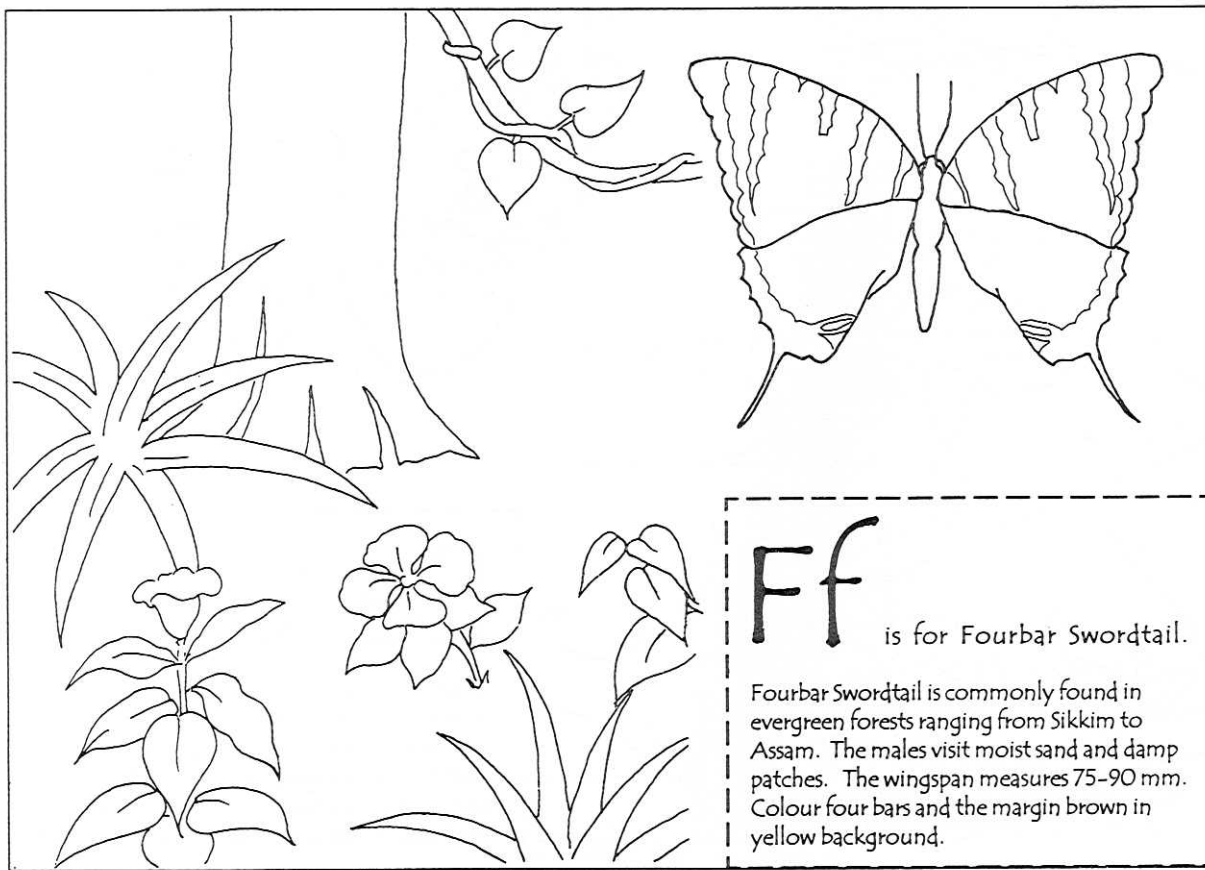 Ff is for Fourbar Swordtail.
Fourbar Swordtail is commonly found in
evergreen forests ranging from Sikkim to
Assam. The males visit moist sand and damp
patches. The wingspan measures 75-90 mm.
Colour four bars and the margin brown in
yellow background.